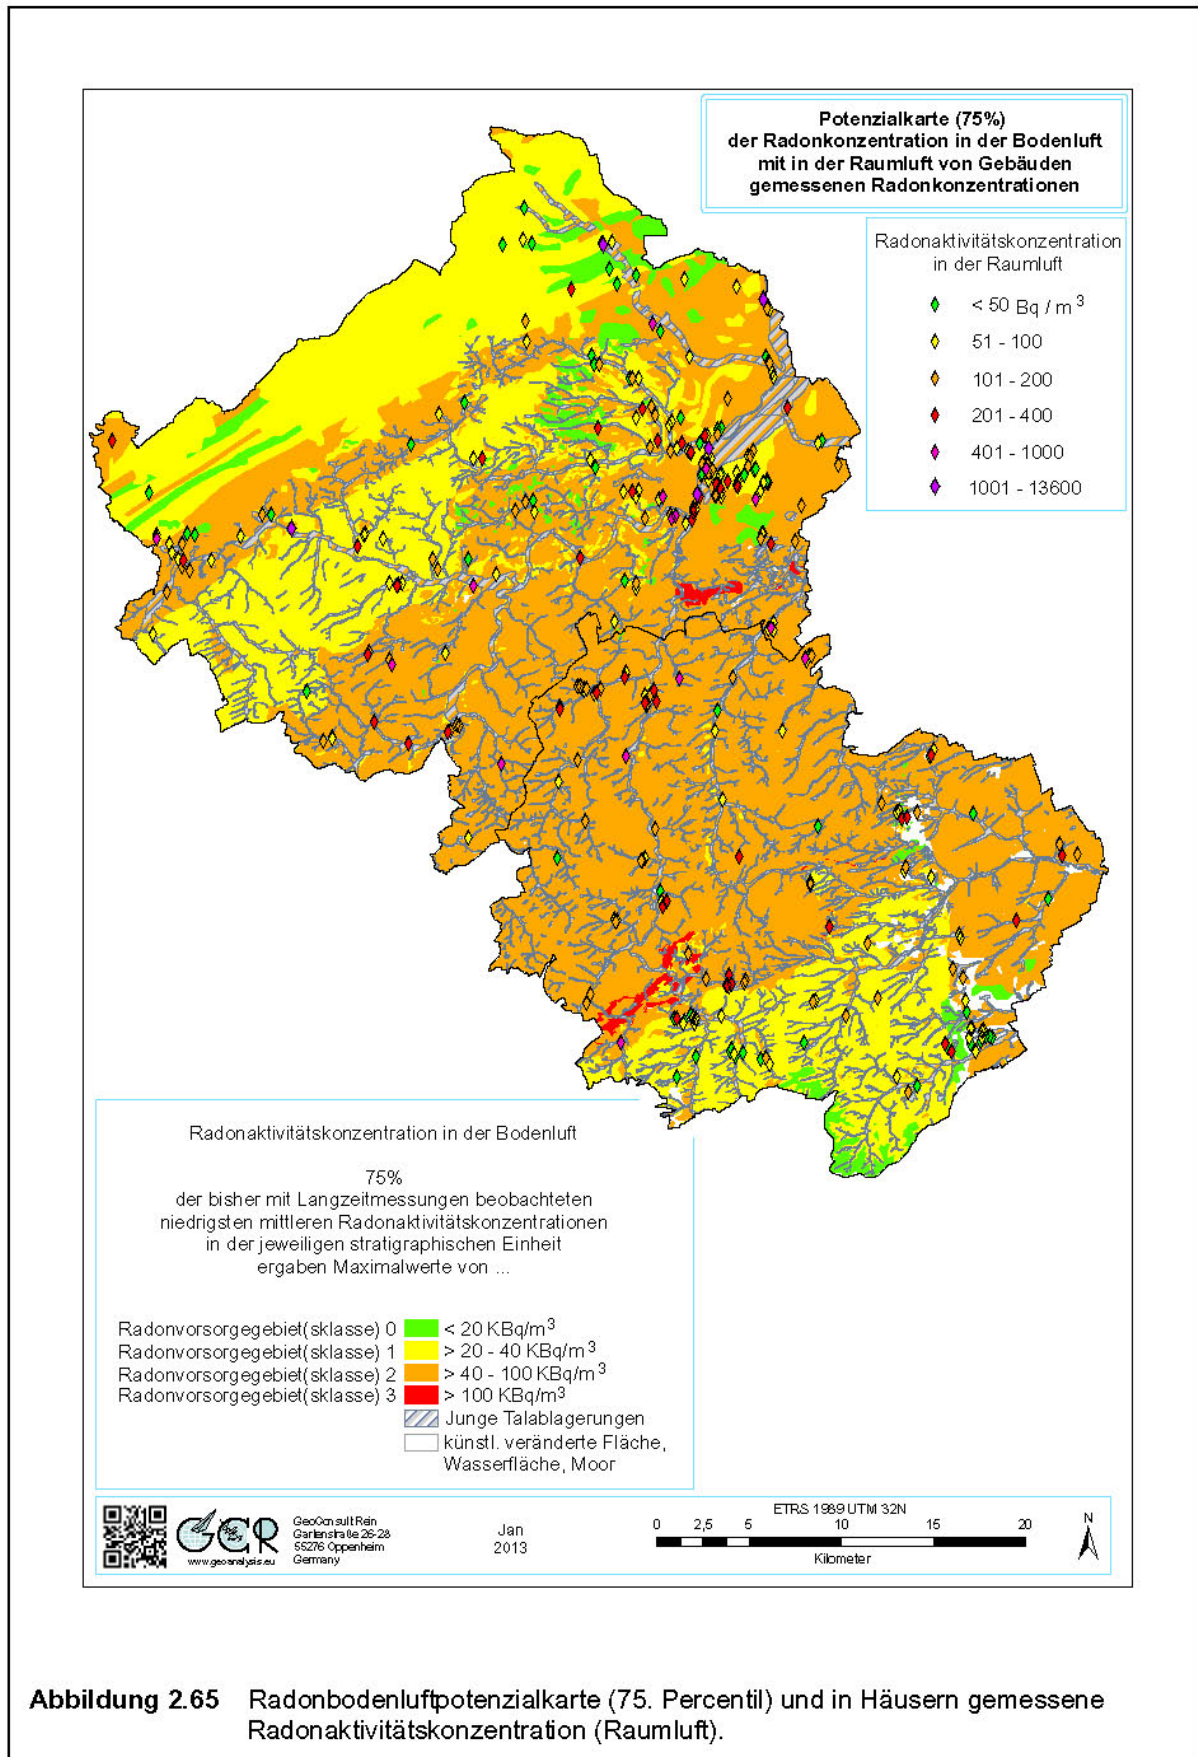 Potenzialkarte (75%)
der Radonkonzentration in der Bodenluft
mit in der Raumluft von Gebäuden
gemessenen Radonkonzentrationen
Radonaktivitätskonzentration
in der Raumluft
< 50 Bq / m³
51 - 100
101 - 200
201 - 400
401 - 1000
1001 - 13600
Radonaktivitätskonzentration in der Bodenluft
75%
der bisher mit Langzeitmessungen beobachteten
niedrigsten mittleren Radonaktivitätskonzentrationen
in der jeweiligen stratigraphischen Einheit
ergaben Maximalwerte von ...
Radonvorsorgegebiet(sklasse) 0 < 20 KBq/m³
Radonvorsorgegebiet(sklasse) 1 > 20 - 40 KBq/m³
Radonvorsorgegebiet(sklasse) 2 > 40 - 100 KBq/m³
Radonvorsorgegebiet(sklasse) 3 > 100 KBq/m³
Junge Talablagerungen
künstl. veränderte Fläche,
Wasserfläche, Moor
GCR
www.geoanalysis.eu
GeoConsult Rein
Gartenstraße 26-28
55276 Oppenheim
Germany
Jan
2013
ETRS 1989 UTM 32N
0 2,5 5 10 15 20
Kilometer
N
Abbildung 2.65 Radonbodenluftpotenzialkarte (75. Percentil) und in Häusern gemessene
Radonaktivitätskonzentration (Raumluft).